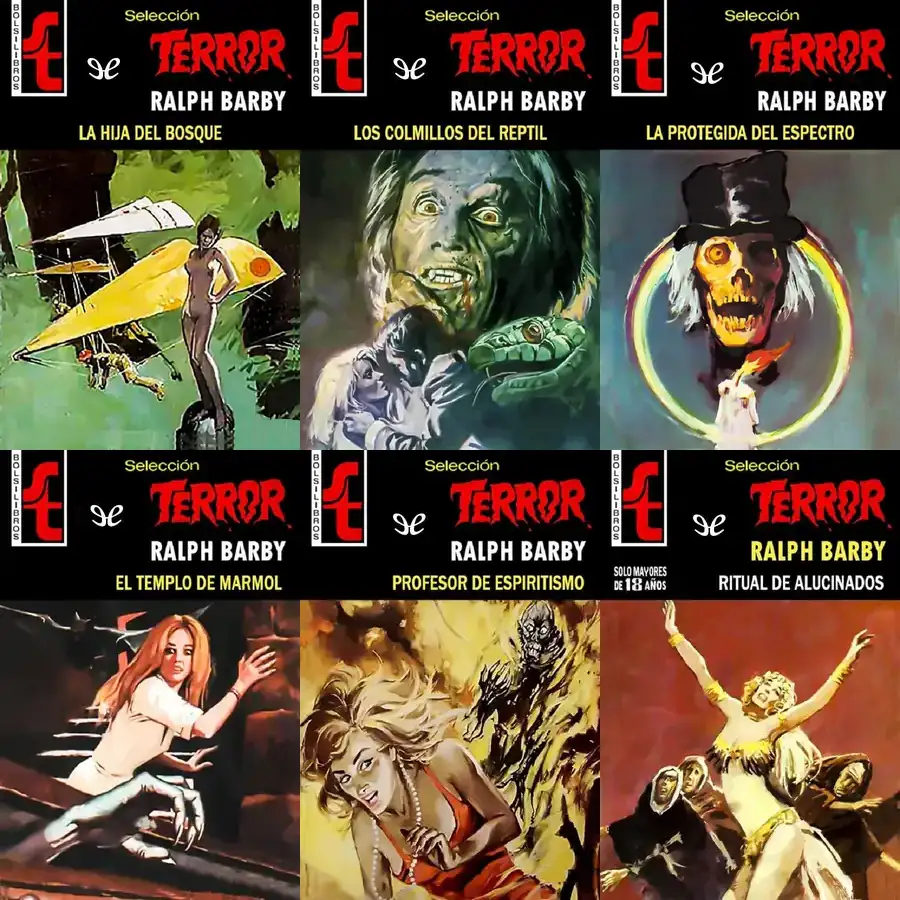 BOLSILIBROS
Selección
TERROR
RALPH BARBY
LA HIJA DEL BOSQUE
BOLSILIBROS
Selección
TERROR
RALPH BARBY
LOS COLMILLOS DEL REPTIL
BOLSILIBROS
Selección
TERROR
RALPH BARBY
LA PROTEGIDA DEL ESPECTRO
BOLSILIBROS
Selección
TERROR
RALPH BARBY
EL TEMPLO DE MARMOL
BOLSILIBROS
Selección
TERROR
RALPH BARBY
PROFESOR DE ESPIRITISMO
BOLSILIBROS
Selección
TERROR
RALPH BARBY
SOLO MAYORES
DE 18 AÑOS
RITUAL DE ALUCINADOS